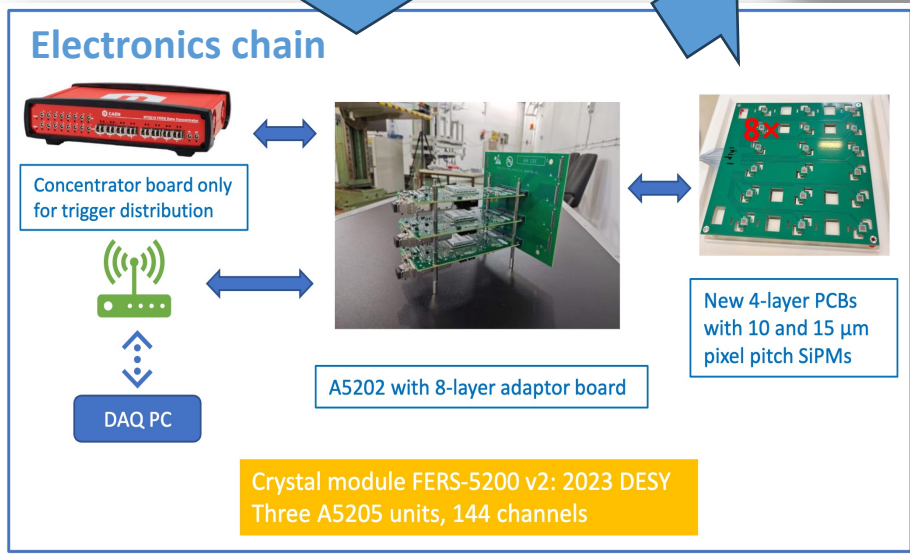 Electronics chain
CAEN
Concentrator board only
for trigger distribution
8×
New 4-layer PCBs
with 10 and 15 μm
pixel pitch SiPMs
A5202 with 8-layer adaptor board
DAQ PC
Crystal module FERS-5200 v2: 2023 DESY
Three A5205 units, 144 channels